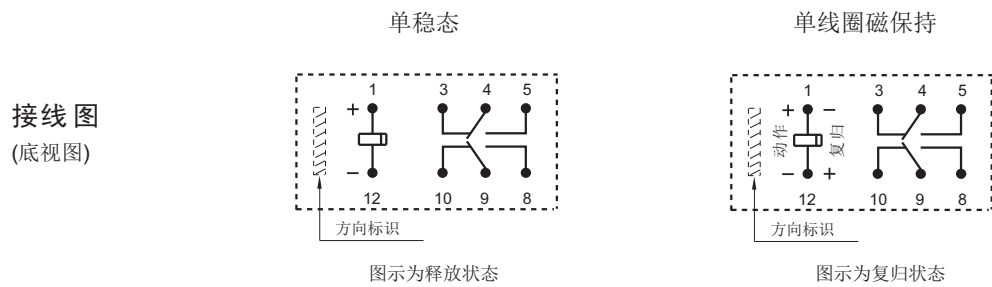 单稳态
单线圈磁保持
接线图
(底视图)
1 3 4 5
+
−
12 10 9 8
方向标识
图示为释放状态
1 3 4 5
+ −
动作
复归
− +
12 10 9 8
方向标识
图示为复归状态